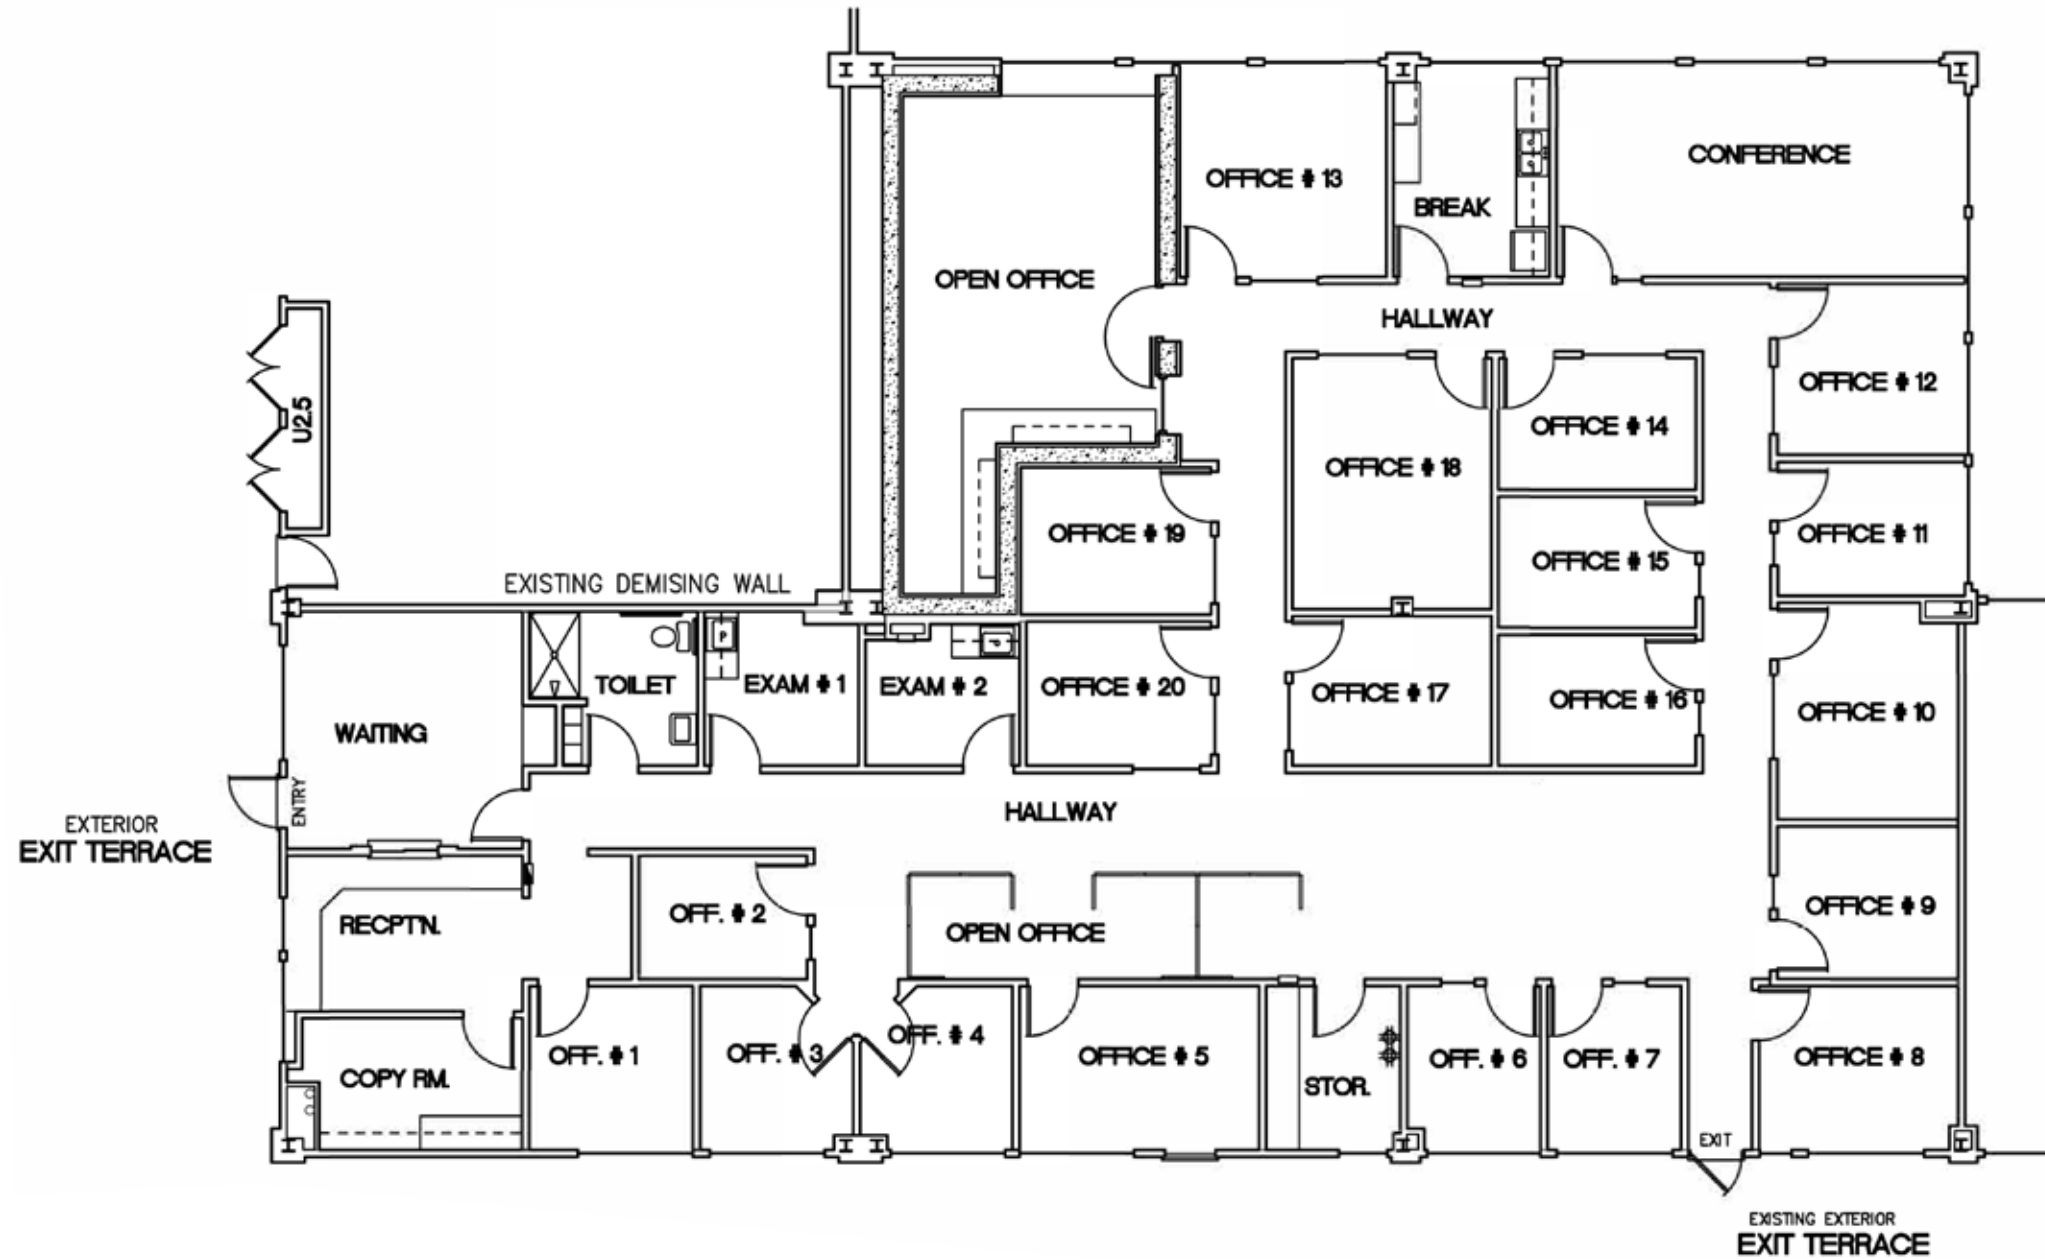 CONFERENCE
OFFICE # 13
BREAK
OPEN OFFICE
HALLWAY
OFFICE # 12
U2.5
OFFICE # 14
OFFICE # 18
OFFICE # 19
OFFICE # 11
OFFICE # 15
EXISTING DEMISING WALL
TOILET
EXAM # 1
EXAM # 2
OFFICE # 20
OFFICE # 17
OFFICE # 16
OFFICE # 10
WAITING
ENTRY
HALLWAY
EXTERIOR
EXIT TERRACE
RECPT'N.
OFF. # 2
OPEN OFFICE
OFFICE # 9
COPY RM.
OFF. # 1
OFF. # 3
OFF. # 4
OFFICE # 5
STOR.
OFF. # 6
OFF. # 7
OFFICE # 8
EXIT
EXISTING EXTERIOR
EXIT TERRACE